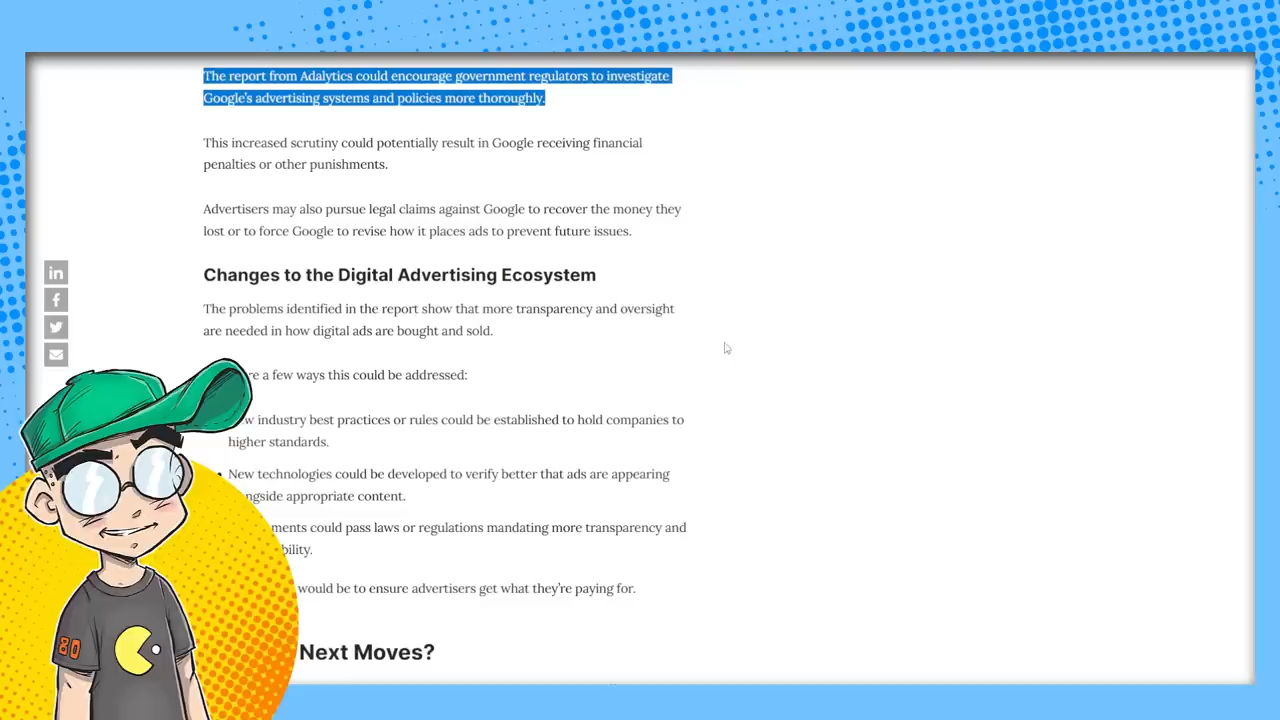 The report from Adalytics could encourage government regulators to investigate
Google's advertising systems and policies more thoroughly.
This increased scrutiny could potentially result in Google receiving financial
penalties or other punishments.
Advertisers may also pursue legal claims against Google to recover the money they
lost or to force Google to revise how it places ads to prevent future issues.
in
f
Changes to the Digital Advertising Ecosystem
The problems identified in the report show that more transparency and oversight
are needed in how digital ads are bought and sold.
a few ways this could be addressed:
industry best practices or rules could be established to hold companies to
higher standards.
New technologies could be developed to verify better that ads are appearing
appropriate content.
could pass laws or regulations mandating more transparency and
would be to ensure advertisers get what they're paying for.
Next Moves?
80